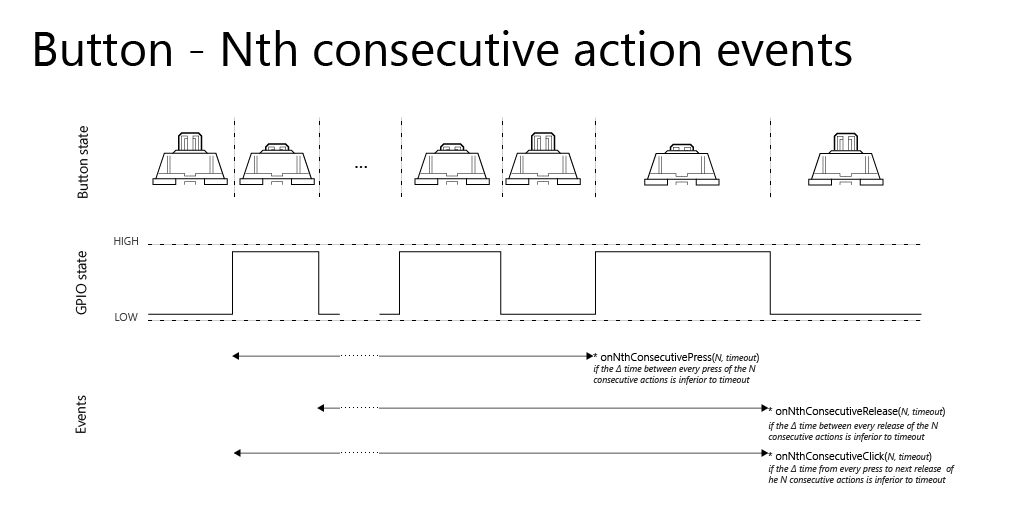 Button - Nth consecutive action events
Button state
...
HIGH
GPIO state
LOW
* onNthConsecutivePress(N, timeout)
if the Δ time between every press of the N
consecutive actions is inferior to timeout
Events
* onNthConsecutiveRelease(N, timeout)
if the Δ time between every release of the N
consecutive actions is inferior to timeout
* onNthConsecutiveClick(N, timeout)
if the Δ time from every press to next release of
he N consecutive actions is inferior to timeout